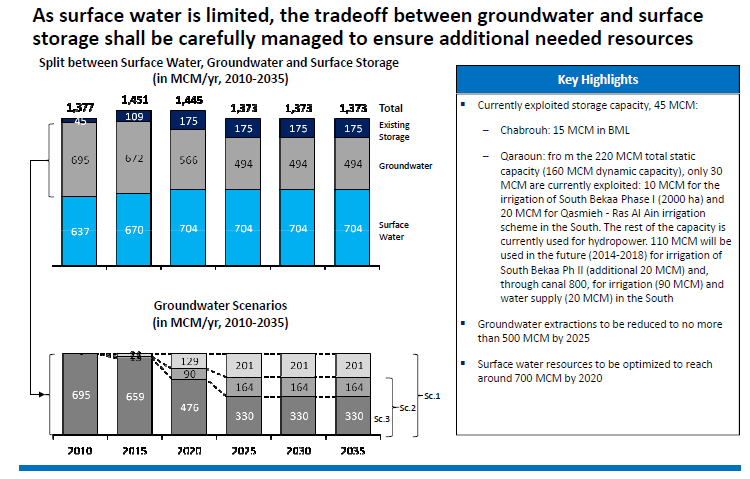 As surface water is limited, the tradeoff between groundwater and surface
storage shall be carefully managed to ensure additional needed resources
Split between Surface Water, Groundwater and Surface Storage
(in MCM/yr, 2010-2035)
1,377 1,451 1,445 1,373 1,373 1,373 Total
45 109 175 175 175 175 Existing
Storage
695 672 566 494 494 494 Groundwater
637 670 704 704 704 704 Surface
Water
Groundwater Scenarios
(in MCM/yr, 2010-2035)
129 201 201 201
90 164 164 164
695 659 476 330 330 330
Sc.3 Sc.2 Sc.1
2010 2015 2020 2025 2030 2035
Key Highlights
▪ Currently exploited storage capacity, 45 MCM:
– Chabrouh: 15 MCM in BML
– Qaraoun: fro m the 220 MCM total static
capacity (160 MCM dynamic capacity), only 30
MCM are currently exploited: 10 MCM for the
irrigation of South Bekaa Phase I (2000 ha) and
20 MCM for Qasmieh - Ras Al Ain irrigation
scheme in the South. The rest of the capacity is
currently used for hydropower. 110 MCM will be
used in the future (2014-2018) for irrigation of
South Bekaa Ph II (additional 20 MCM) and,
through canal 800, for irrigation (90 MCM) and
water supply (20 MCM) in the South
▪ Groundwater extractions to be reduced to no more
than 500 MCM by 2025
▪ Surface water resources to be optimized to reach
around 700 MCM by 2020